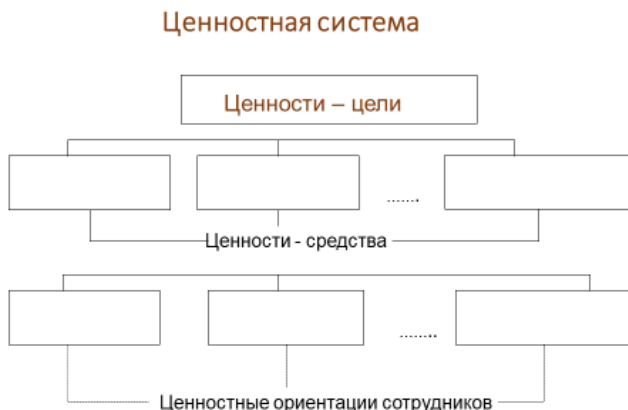 Ценностная система
Ценности – цели
.......
Ценности - средства
........
Ценностные ориентации сотрудников